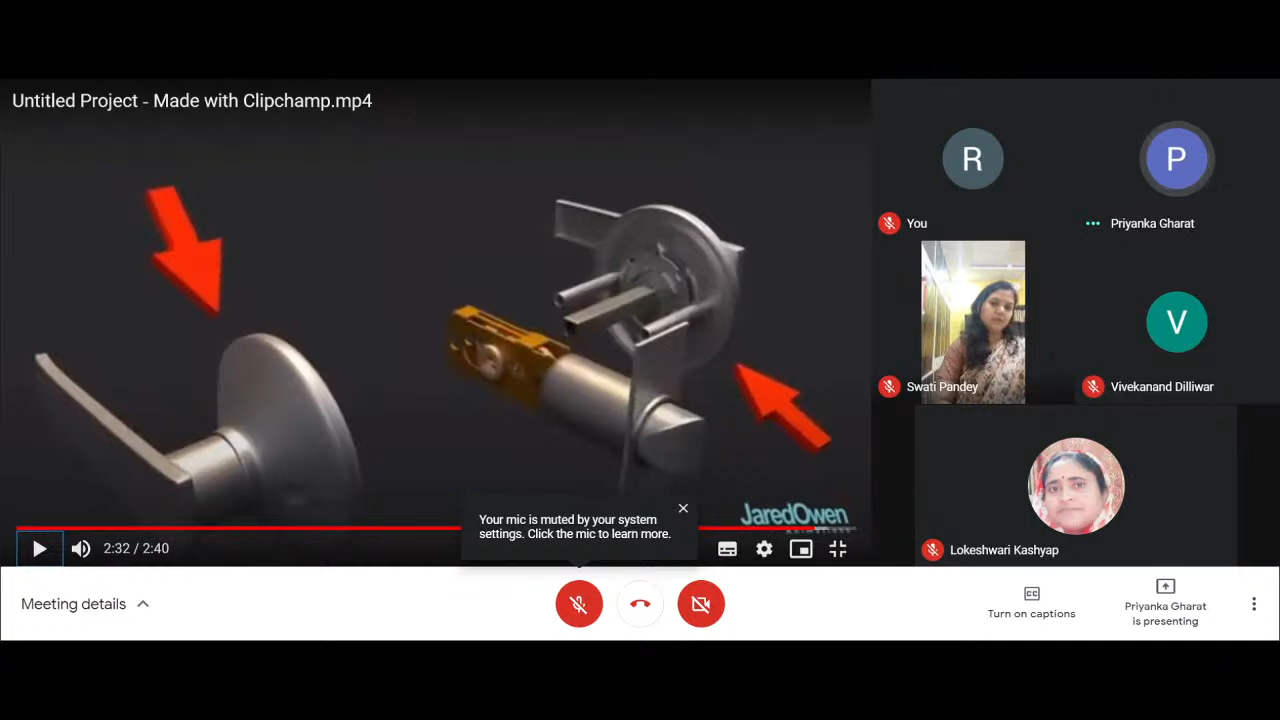 Untitled Project - Made with Clipchamp.mp4
R
P
You
Priyanka Gharat
V
Swati Pandey
Vivekanand Dilliwar
Lokeshwari Kashyap
JaredOwen
Your mic is muted by your system
settings. Click the mic to learn more.
2:32 / 2:40
Meeting details
CC
Turn on captions
Priyanka Gharat
is presenting